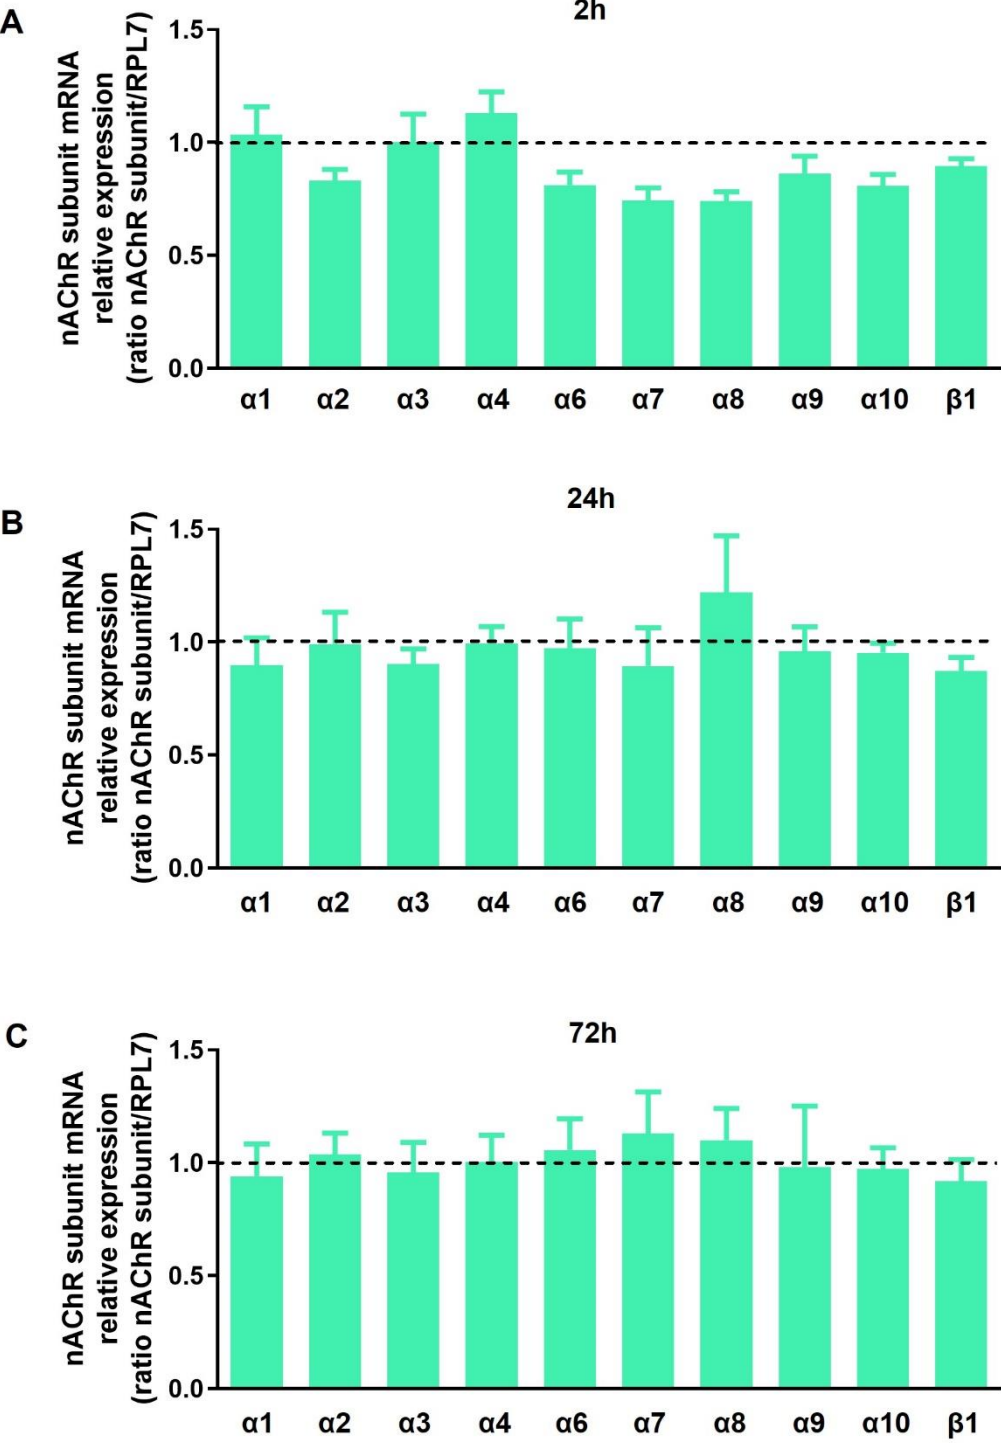 A
2h
nAChR subunit mRNA
relative expression
(ratio nAChR subunit/RPL7)
1.5
1.0
0.5
0.0
α1 α2 α3 α4 α6 α7 α8 α9 α10 β1
B
24h
nAChR subunit mRNA
relative expression
(ratio nAChR subunit/RPL7)
1.5
1.0
0.5
0.0
α1 α2 α3 α4 α6 α7 α8 α9 α10 β1
C
72h
nAChR subunit mRNA
relative expression
(ratio nAChR subunit/RPL7)
1.5
1.0
0.5
0.0
α1 α2 α3 α4 α6 α7 α8 α9 α10 β1